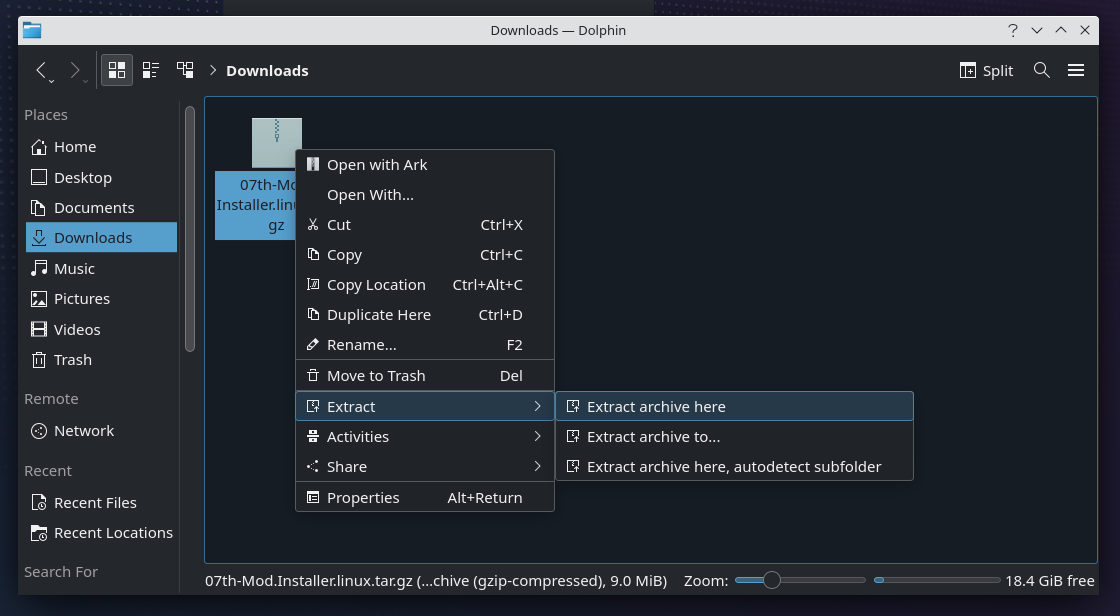 Downloads — Dolphin
Downloads
Split
Places
Home
Desktop
Documents
Downloads
Music
Pictures
Videos
Trash
Remote
Network
Recent
Recent Files
Recent Locations
Search For
07th-Mo
Installer.linu
gz
Open with Ark
Open With...
Cut Ctrl+X
Copy Ctrl+C
Copy Location Ctrl+Alt+C
Duplicate Here Ctrl+D
Rename... F2
Move to Trash Del
Extract
Activities
Share
Properties Alt+Return
Extract archive here
Extract archive to...
Extract archive here, autodetect subfolder
07th-Mod.Installer.linux.tar.gz (...chive (gzip-compressed), 9.0 MiB) Zoom: 18.4 GiB free